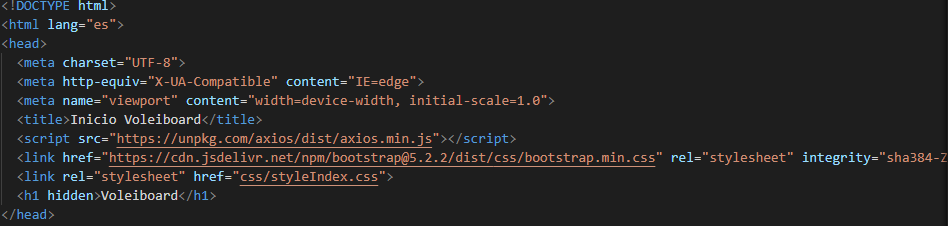 <!DOCTYPE html>
<html lang="es">
<head>
  <meta charset="UTF-8">
  <meta http-equiv="X-UA-Compatible" content="IE=edge">
  <meta name="viewport" content="width=device-width, initial-scale=1.0">
  <title>Inicio Voleiboard</title>
  <script src="https://unpkg.com/axios/dist/axios.min.js"></script>
  <link href="https://cdn.jsdelivr.net/npm/bootstrap@5.2.2/dist/css/bootstrap.min.css" rel="stylesheet" integrity="sha384-Z
  <link rel="stylesheet" href="css/styleIndex.css">
  <h1 hidden>Voleiboard</h1>
</head>